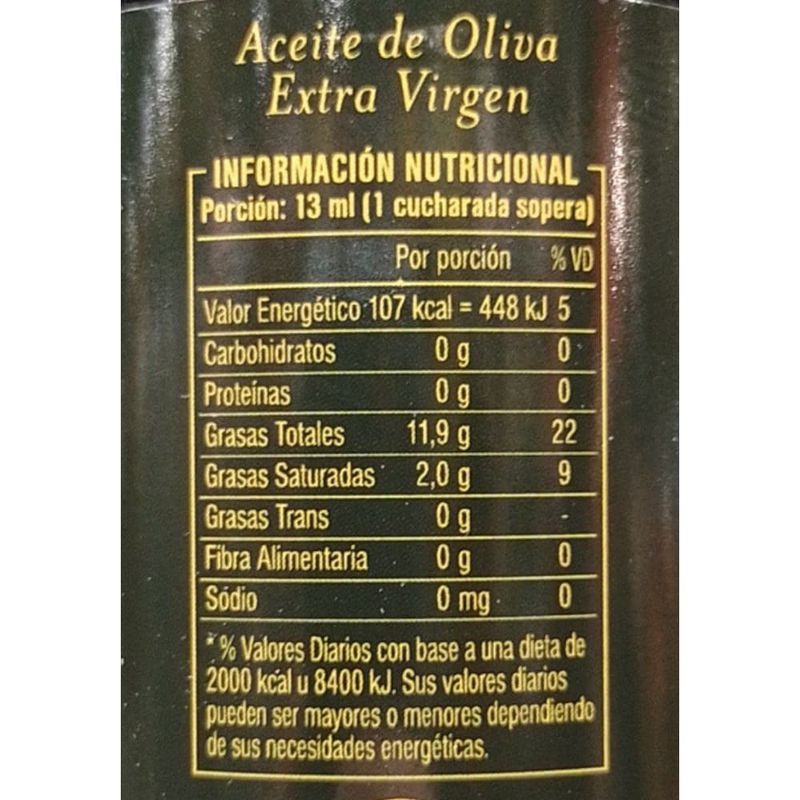 Aceite de Oliva
Extra Virgen
INFORMACIÓN NUTRICIONAL
Porción: 13 ml (1 cucharada sopera)
Por porción % VD
Valor Energético 107 kcal = 448 kJ 5
Carbohidratos 0 g 0
Proteínas 0 g 0
Grasas Totales 11,9 g 22
Grasas Saturadas 2,0 g 9
Grasas Trans 0 g -
Fibra Alimentaria 0 g 0
Sódio 0 mg 0
*% Valores Diarios con base a una dieta de
2000 kcal u 8400 kJ. Sus valores diarios
pueden ser mayores o menores dependiendo
de sus necesidades energéticas.